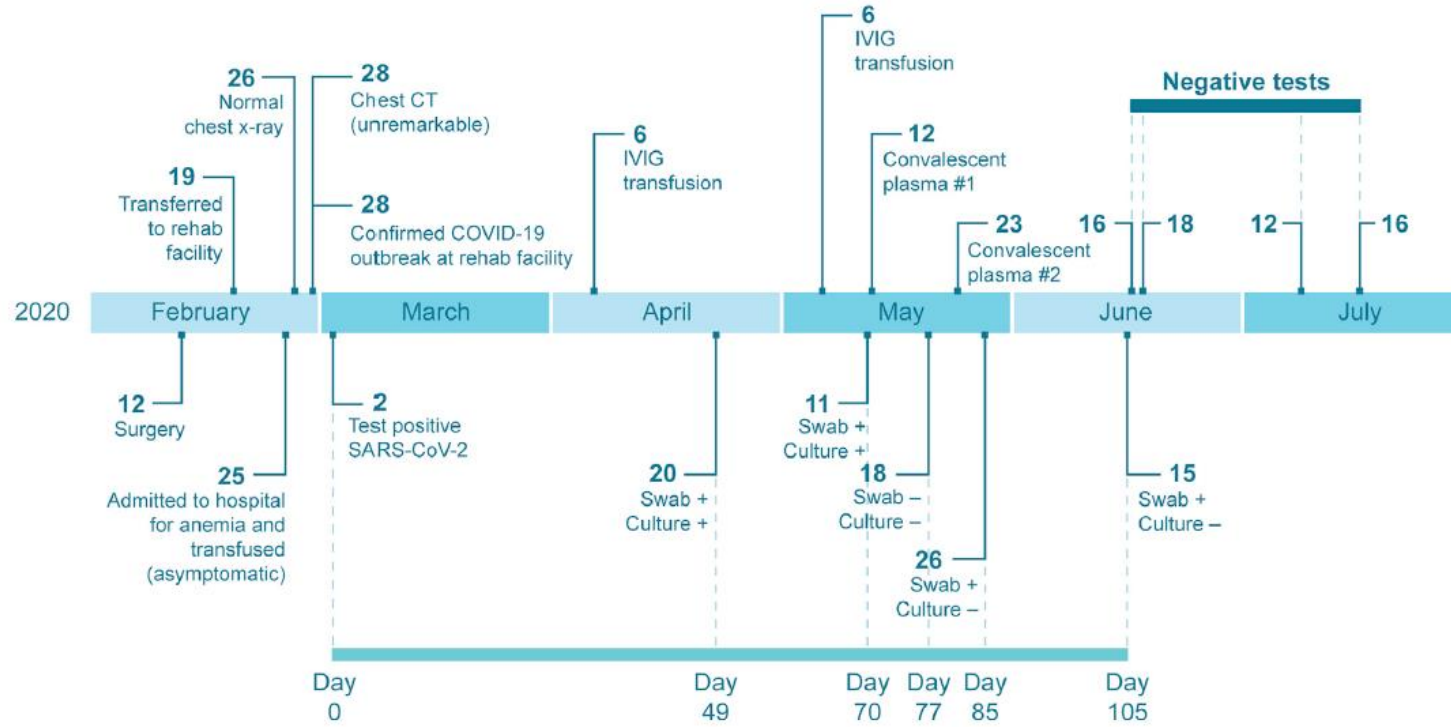 6
IVIG
transfusion
26
Normal
chest x-ray
28
Chest CT
(unremarkable)
Negative tests
6
IVIG
transfusion
12
Convalescent
plasma #1
19
Transferred
to rehab
facility
28
Confirmed COVID-19
outbreak at rehab facility
23
Convalescent
plasma #2
16
18
12
16
2020
February
March
April
May
June
July
12
Surgery
2
Test positive
SARS-CoV-2
11
Swab +
Culture +
25
Admitted to hospital
for anemia and
transfused
(asymptomatic)
20
Swab +
Culture +
18
Swab –
Culture –
15
Swab +
Culture –
26
Swab +
Culture –
Day
0
Day
49
Day
70
Day
77
Day
85
Day
105